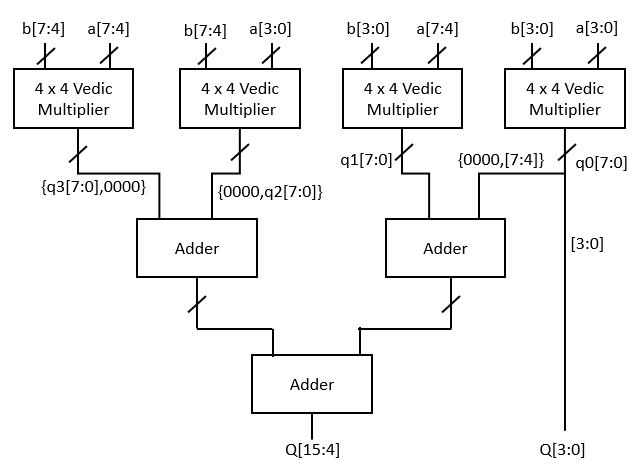 b[7:4] a[7:4] b[7:4] a[3:0] b[3:0] a[7:4] b[3:0] a[3:0]
4 x 4 Vedic
Multiplier
4 x 4 Vedic
Multiplier
4 x 4 Vedic
Multiplier
4 x 4 Vedic
Multiplier
{q3[7:0],0000}
{0000,q2[7:0]}
q1[7:0]
{0000,[7:4]}
q0[7:0]
Adder
Adder
[3:0]
Adder
Q[15:4]
Q[3:0]